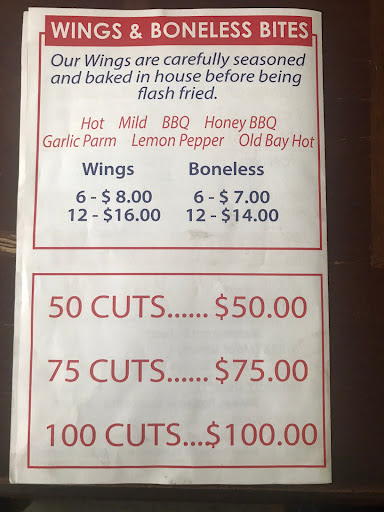 WINGS & BONELESS BITES
Our Wings are carefully seasoned
and baked in house before being
flash fried.
Hot Mild BBQ Honey BBQ
Garlic Parm Lemon Pepper Old Bay Hot
Wings Boneless
6 - $ 8.00 6 - $ 7.00
12 - $16.00 12 - $14.00
50 CUTS...... $50.00
75 CUTS...... $75.00
100 CUTS....$100.00